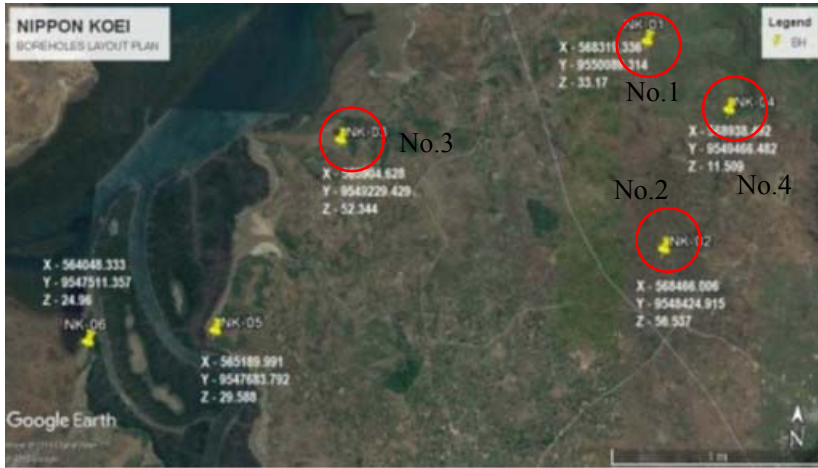 NIPPON KOEI
BOREHOLES LAYOUT PLAN
Legend
BH
NK-01
X - 568319.336
Z - 33.17
No.1
NK-04
Y - 9549466.482
Z - 11.509
No.4
NK-03
No.3
Y - 9549229.429
Z - 52.344
No.2
NK-02
X - 568466.006
Y - 9548424.915
Z - 56.537
X - 564048.333
Y - 9547511.357
Z - 24.96
NK-06
NK-05
X - 565189.991
Y - 9547683.792
Z - 29.588
Google Earth
N
1 mi